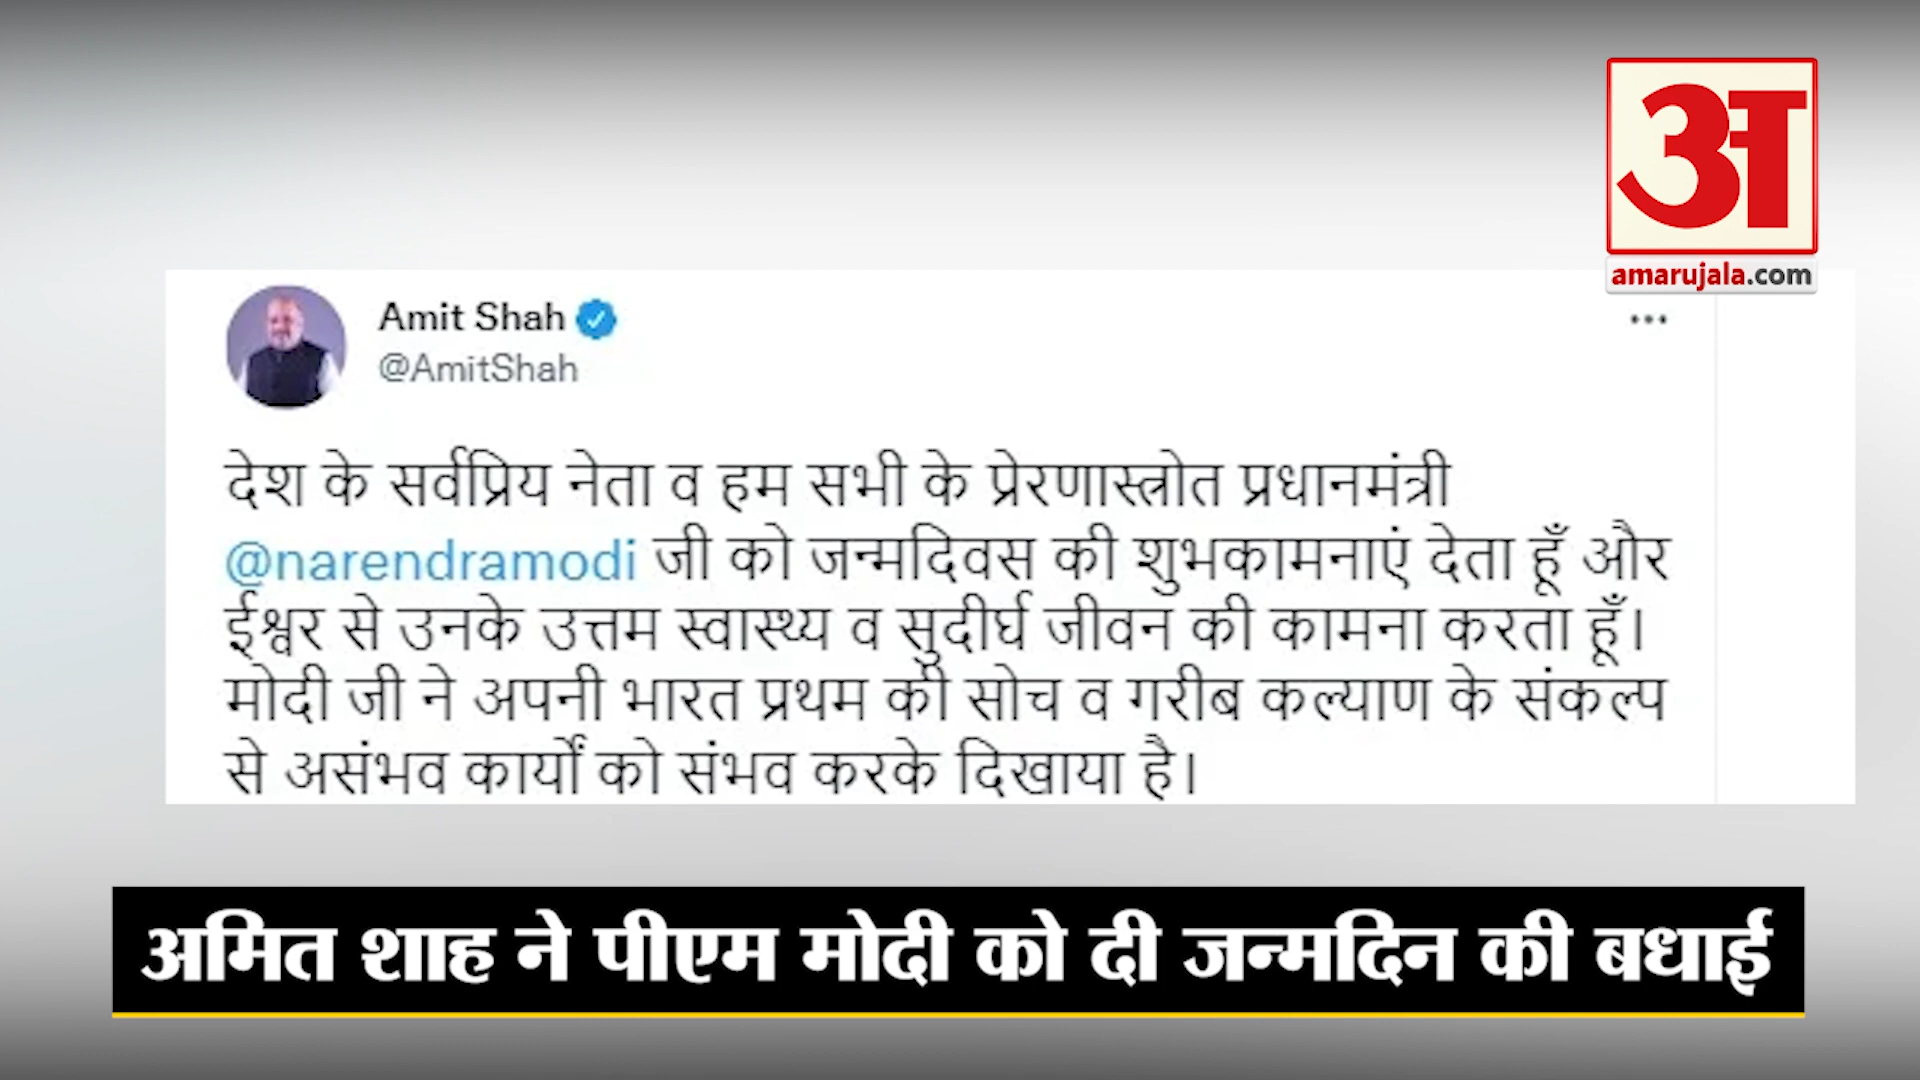 अ
amarujala.com
Amit Shah
@AmitShah
देश के सर्वप्रिय नेता व हम सभी के प्रेरणास्त्रोत प्रधानमंत्री
@narendramodi जी को जन्मदिवस की शुभकामनाएं देता हूँ और
ईश्वर से उनके उत्तम स्वास्थ्य व सुदीर्घ जीवन की कामना करता हूँ।
मोदी जी ने अपनी भारत प्रथम की सोच व गरीब कल्याण के संकल्प
से असंभव कार्यों को संभव करके दिखाया है।
अमित शाह ने पीएम मोदी को दी जन्मदिन की बधाई